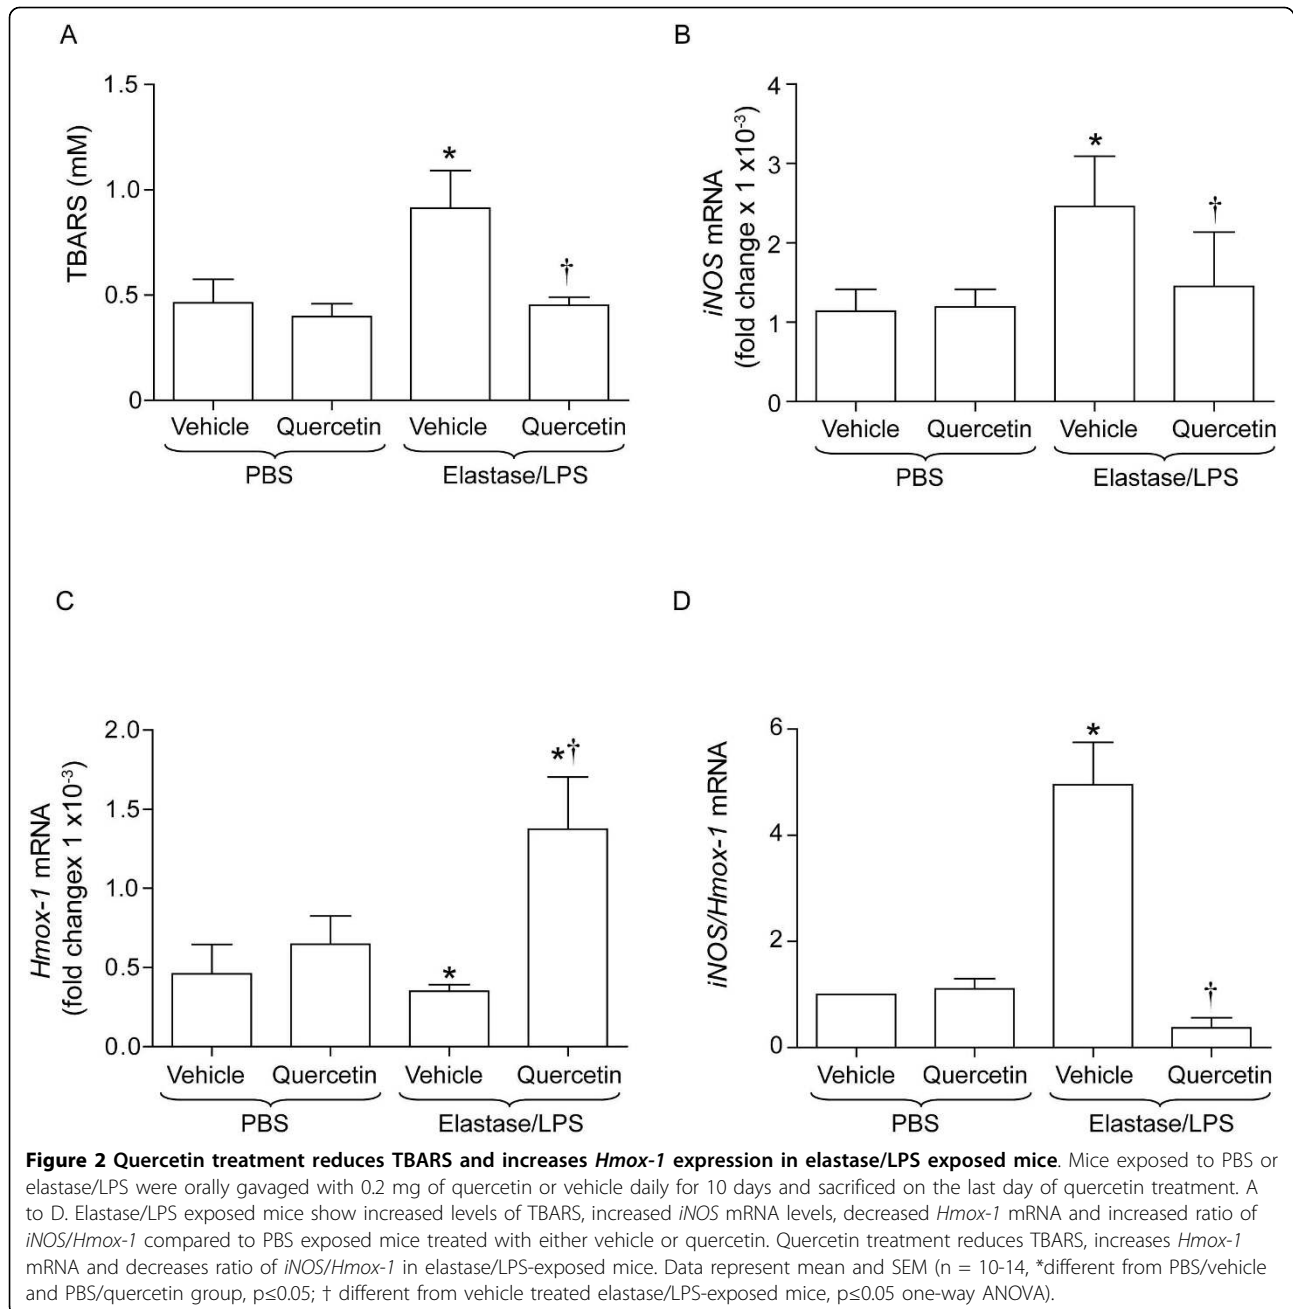 A
1.5
1.0
0.5
0
TBARS (mM)
*
†
Vehicle Quercetin Vehicle Quercetin
PBS Elastase/LPS
B
4
3
2
1
0
iNOS mRNA
(fold change x 1 x10-3)
*
†
Vehicle Quercetin Vehicle Quercetin
PBS Elastase/LPS
C
2.0
1.5
1.0
0.5
0.0
Hmox-1 mRNA
(fold changex 1 x10-3)
*
*†
Vehicle Quercetin Vehicle Quercetin
PBS Elastase/LPS
D
6
4
2
0
iNOS/Hmox-1 mRNA
*
†
Vehicle Quercetin Vehicle Quercetin
PBS Elastase/LPS
Figure 2 Quercetin treatment reduces TBARS and increases Hmox-1 expression in elastase/LPS exposed mice. Mice exposed to PBS or
elastase/LPS were orally gavaged with 0.2 mg of quercetin or vehicle daily for 10 days and sacrificed on the last day of quercetin treatment. A
to D. Elastase/LPS exposed mice show increased levels of TBARS, increased iNOS mRNA levels, decreased Hmox-1 mRNA and increased ratio of
iNOS/Hmox-1 compared to PBS exposed mice treated with either vehicle or quercetin. Quercetin treatment reduces TBARS, increases Hmox-1
mRNA and decreases ratio of iNOS/Hmox-1 in elastase/LPS-exposed mice. Data represent mean and SEM (n = 10-14, *different from PBS/vehicle
and PBS/quercetin group, p≤0.05; † different from vehicle treated elastase/LPS-exposed mice, p≤0.05 one-way ANOVA).